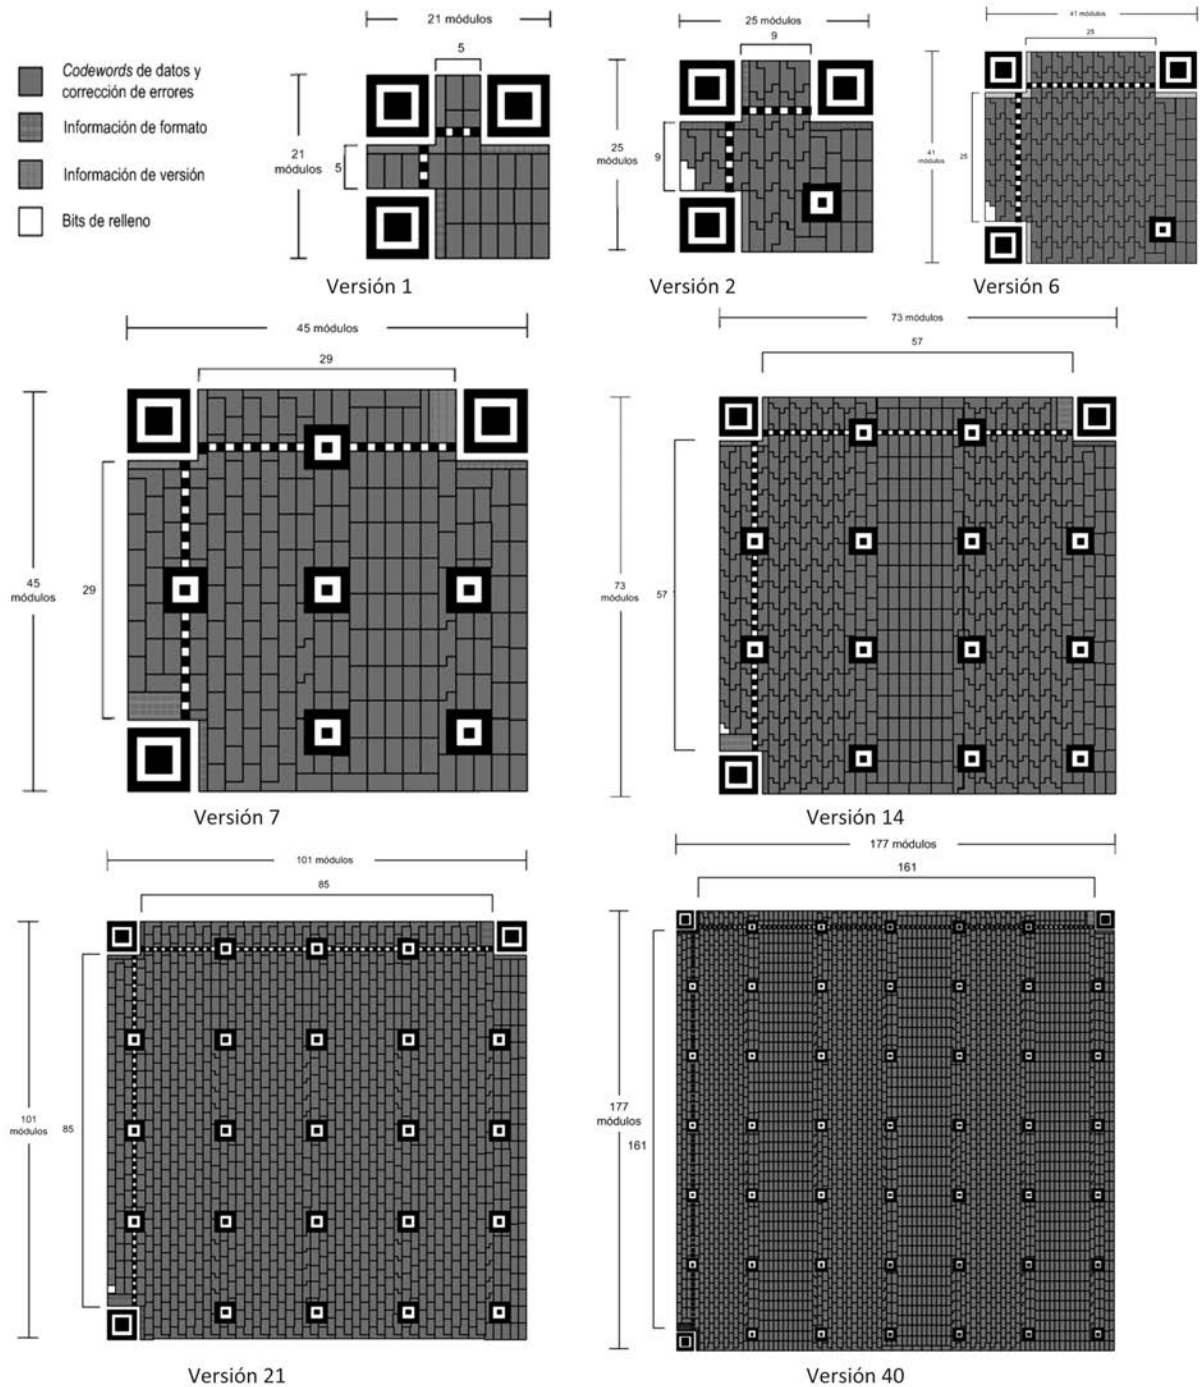 Codewords de datos y
corrección de errores
Información de formato
Información de versión
Bits de relleno
21 módulos
5
21
módulos
5
Versión 1
25 módulos
9
25
módulos
9
Versión 2
41 módulos
25
41
módulos
25
Versión 6
45 módulos
29
45
módulos
29
Versión 7
73 módulos
57
73
módulos
57
Versión 14
101 módulos
85
101
módulos
85
Versión 21
177 módulos
161
177
módulos
161
Versión 40